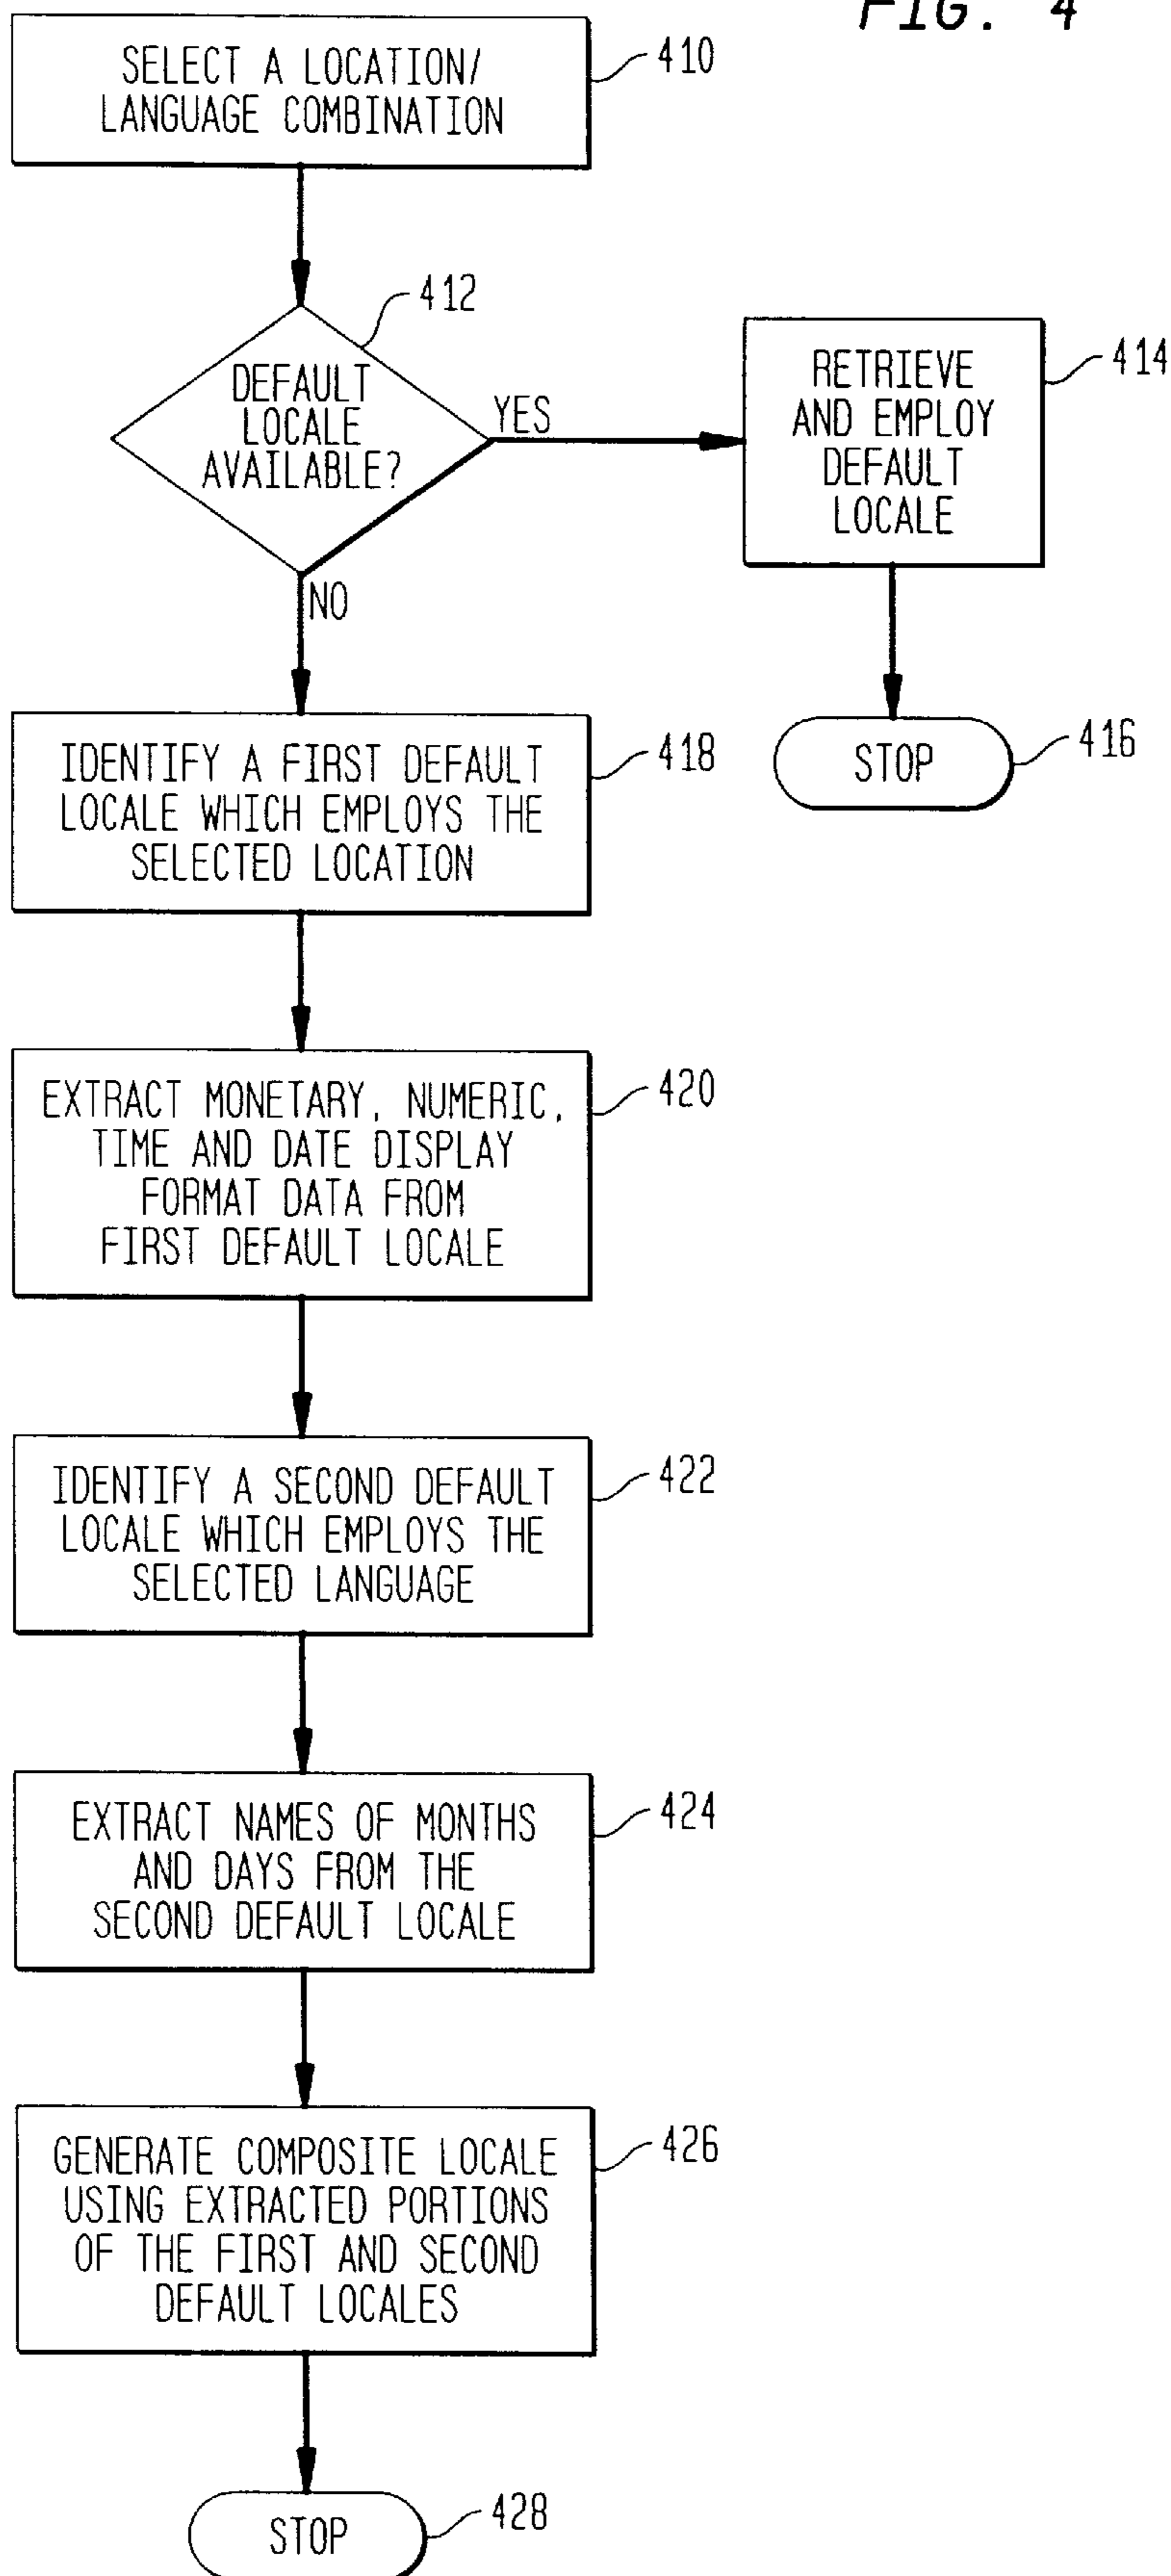 FIG. 4
SELECT A LOCATION/
LANGUAGE COMBINATION
410
DEFAULT
LOCALE
AVAILABLE?
412
YES
NO
RETRIEVE
AND EMPLOY
DEFAULT
LOCALE
414
STOP
416
IDENTIFY A FIRST DEFAULT
LOCALE WHICH EMPLOYS THE
SELECTED LOCATION
418
EXTRACT MONETARY, NUMERIC,
TIME AND DATE DISPLAY
FORMAT DATA FROM
FIRST DEFAULT LOCALE
420
IDENTIFY A SECOND DEFAULT
LOCALE WHICH EMPLOYS THE
SELECTED LANGUAGE
422
EXTRACT NAMES OF MONTHS
AND DAYS FROM THE
SECOND DEFAULT LOCALE
424
GENERATE COMPOSITE LOCALE
USING EXTRACTED PORTIONS
OF THE FIRST AND SECOND
DEFAULT LOCALES
426
STOP
428